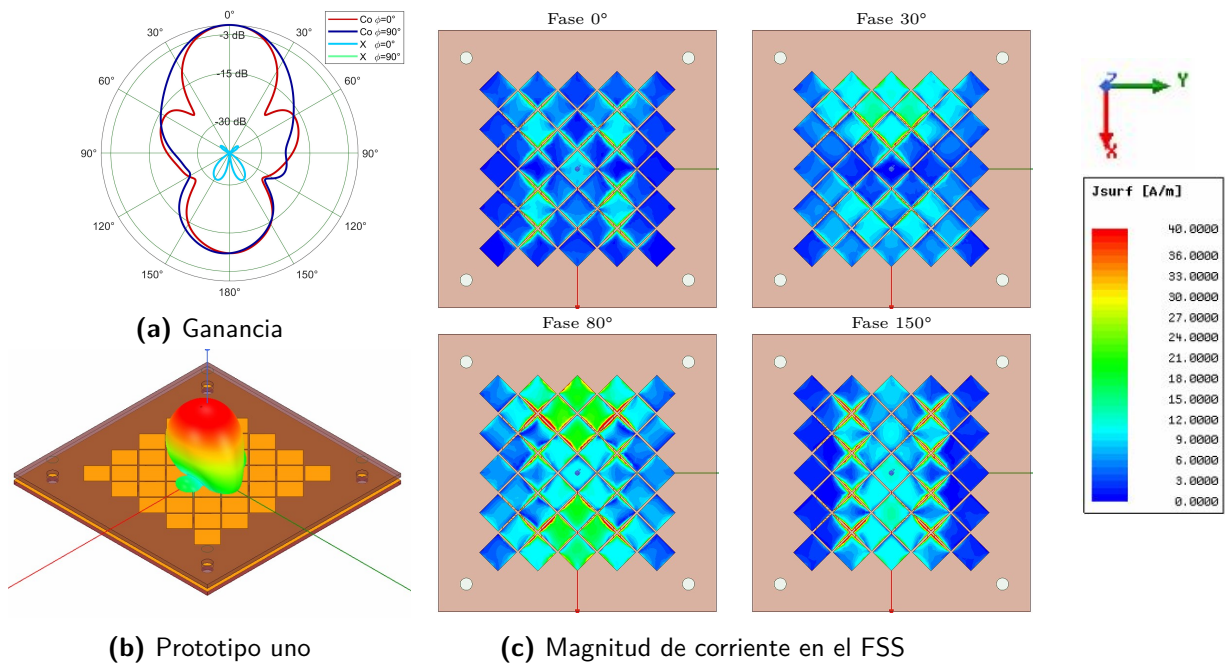 0°
30°
30°
60°
60°
90°
90°
120°
120°
150°
150°
180°
-3 dB
-15 dB
-30 dB
Co ϕ=0°
Co ϕ=90°
X ϕ=0°
X ϕ=90°
(a) Ganancia
(b) Prototipo uno
Fase 0°
Fase 30°
Fase 80°
Fase 150°
(c) Magnitud de corriente en el FSS
Z
Y
X
Jsurf [A/m]
40.0000
36.0000
33.0000
30.0000
27.0000
24.0000
21.0000
18.0000
15.0000
12.0000
9.0000
6.0000
3.0000
0.0000